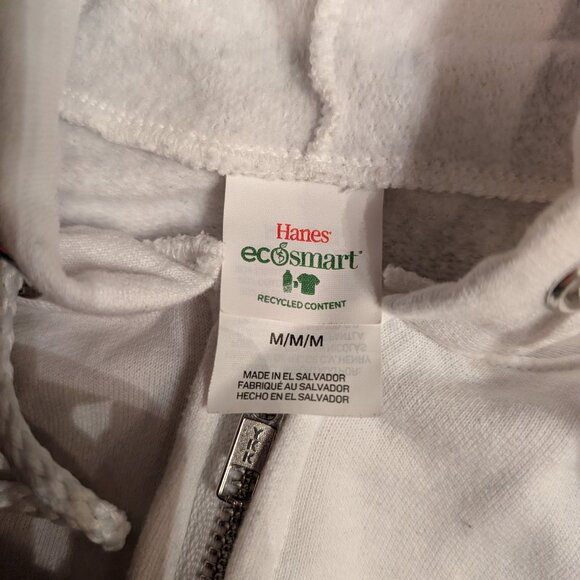 Hanes
ecosmart
RECYCLED CONTENT
M/M/M
MADE IN EL SALVADOR
FABRIQUÉ AU SALVADOR
HECHO EN EL SALVADOR
YKK